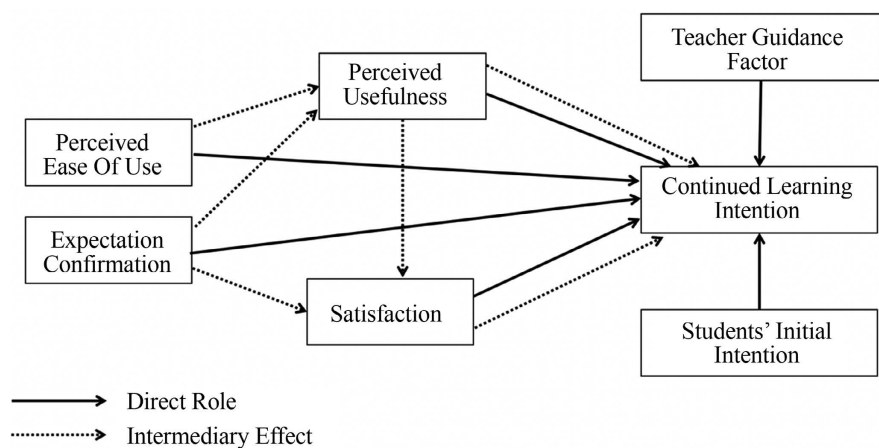 Teacher Guidance
Factor
Perceived
Usefulness
Perceived
Ease Of Use
Continued Learning
Intention
Expectation
Confirmation
Satisfaction
Students' Initial
Intention
Direct Role
Intermediary Effect